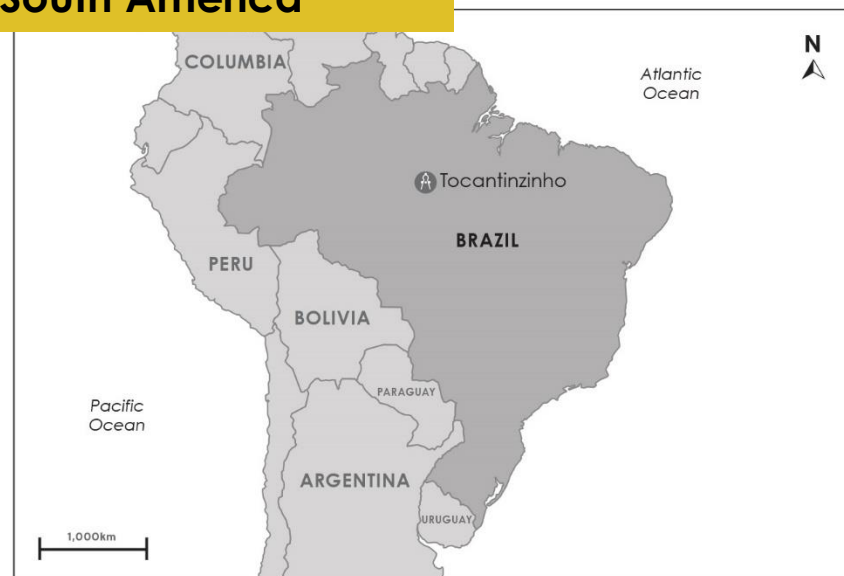 South America
N
COLUMBIA
Atlantic
Ocean
Tocantinzinho
BRAZIL
PERU
BOLIVIA
PARAGUAY
Pacific
Ocean
ARGENTINA
URUGUAY
1,000km